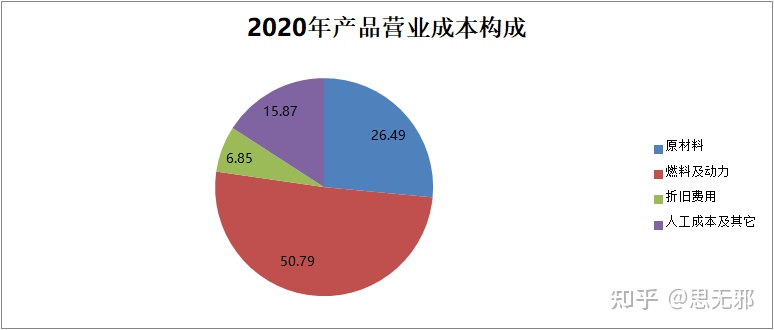 2020年产品营业成本构成
15.87
26.49
6.85
50.79
原材料
燃料及动力
折旧费用
人工成本及其它
知乎 @思无邪